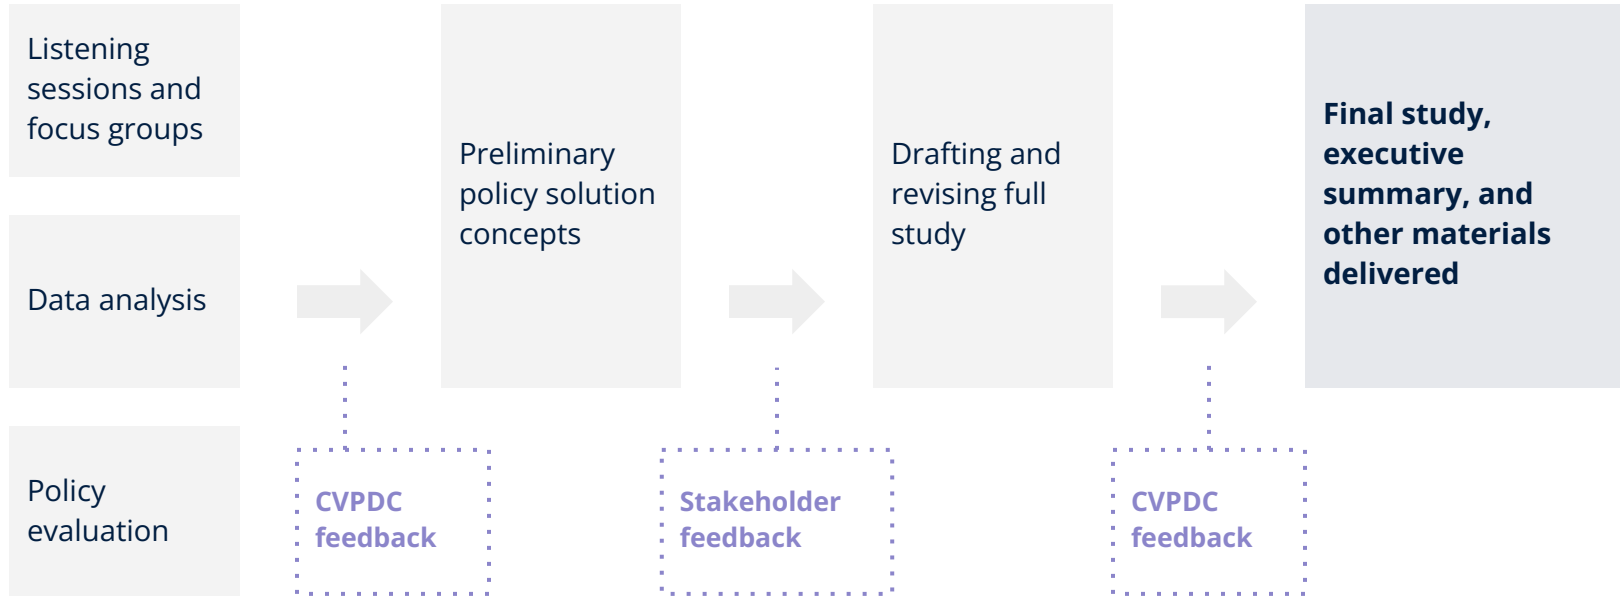 Listening
sessions and
focus groups
Data analysis
Policy
evaluation
CVPDC
feedback
Preliminary
policy solution
concepts
Stakeholder
feedback
Drafting and
revising full
study
CVPDC
feedback
Final study,
executive
summary, and
other materials
delivered